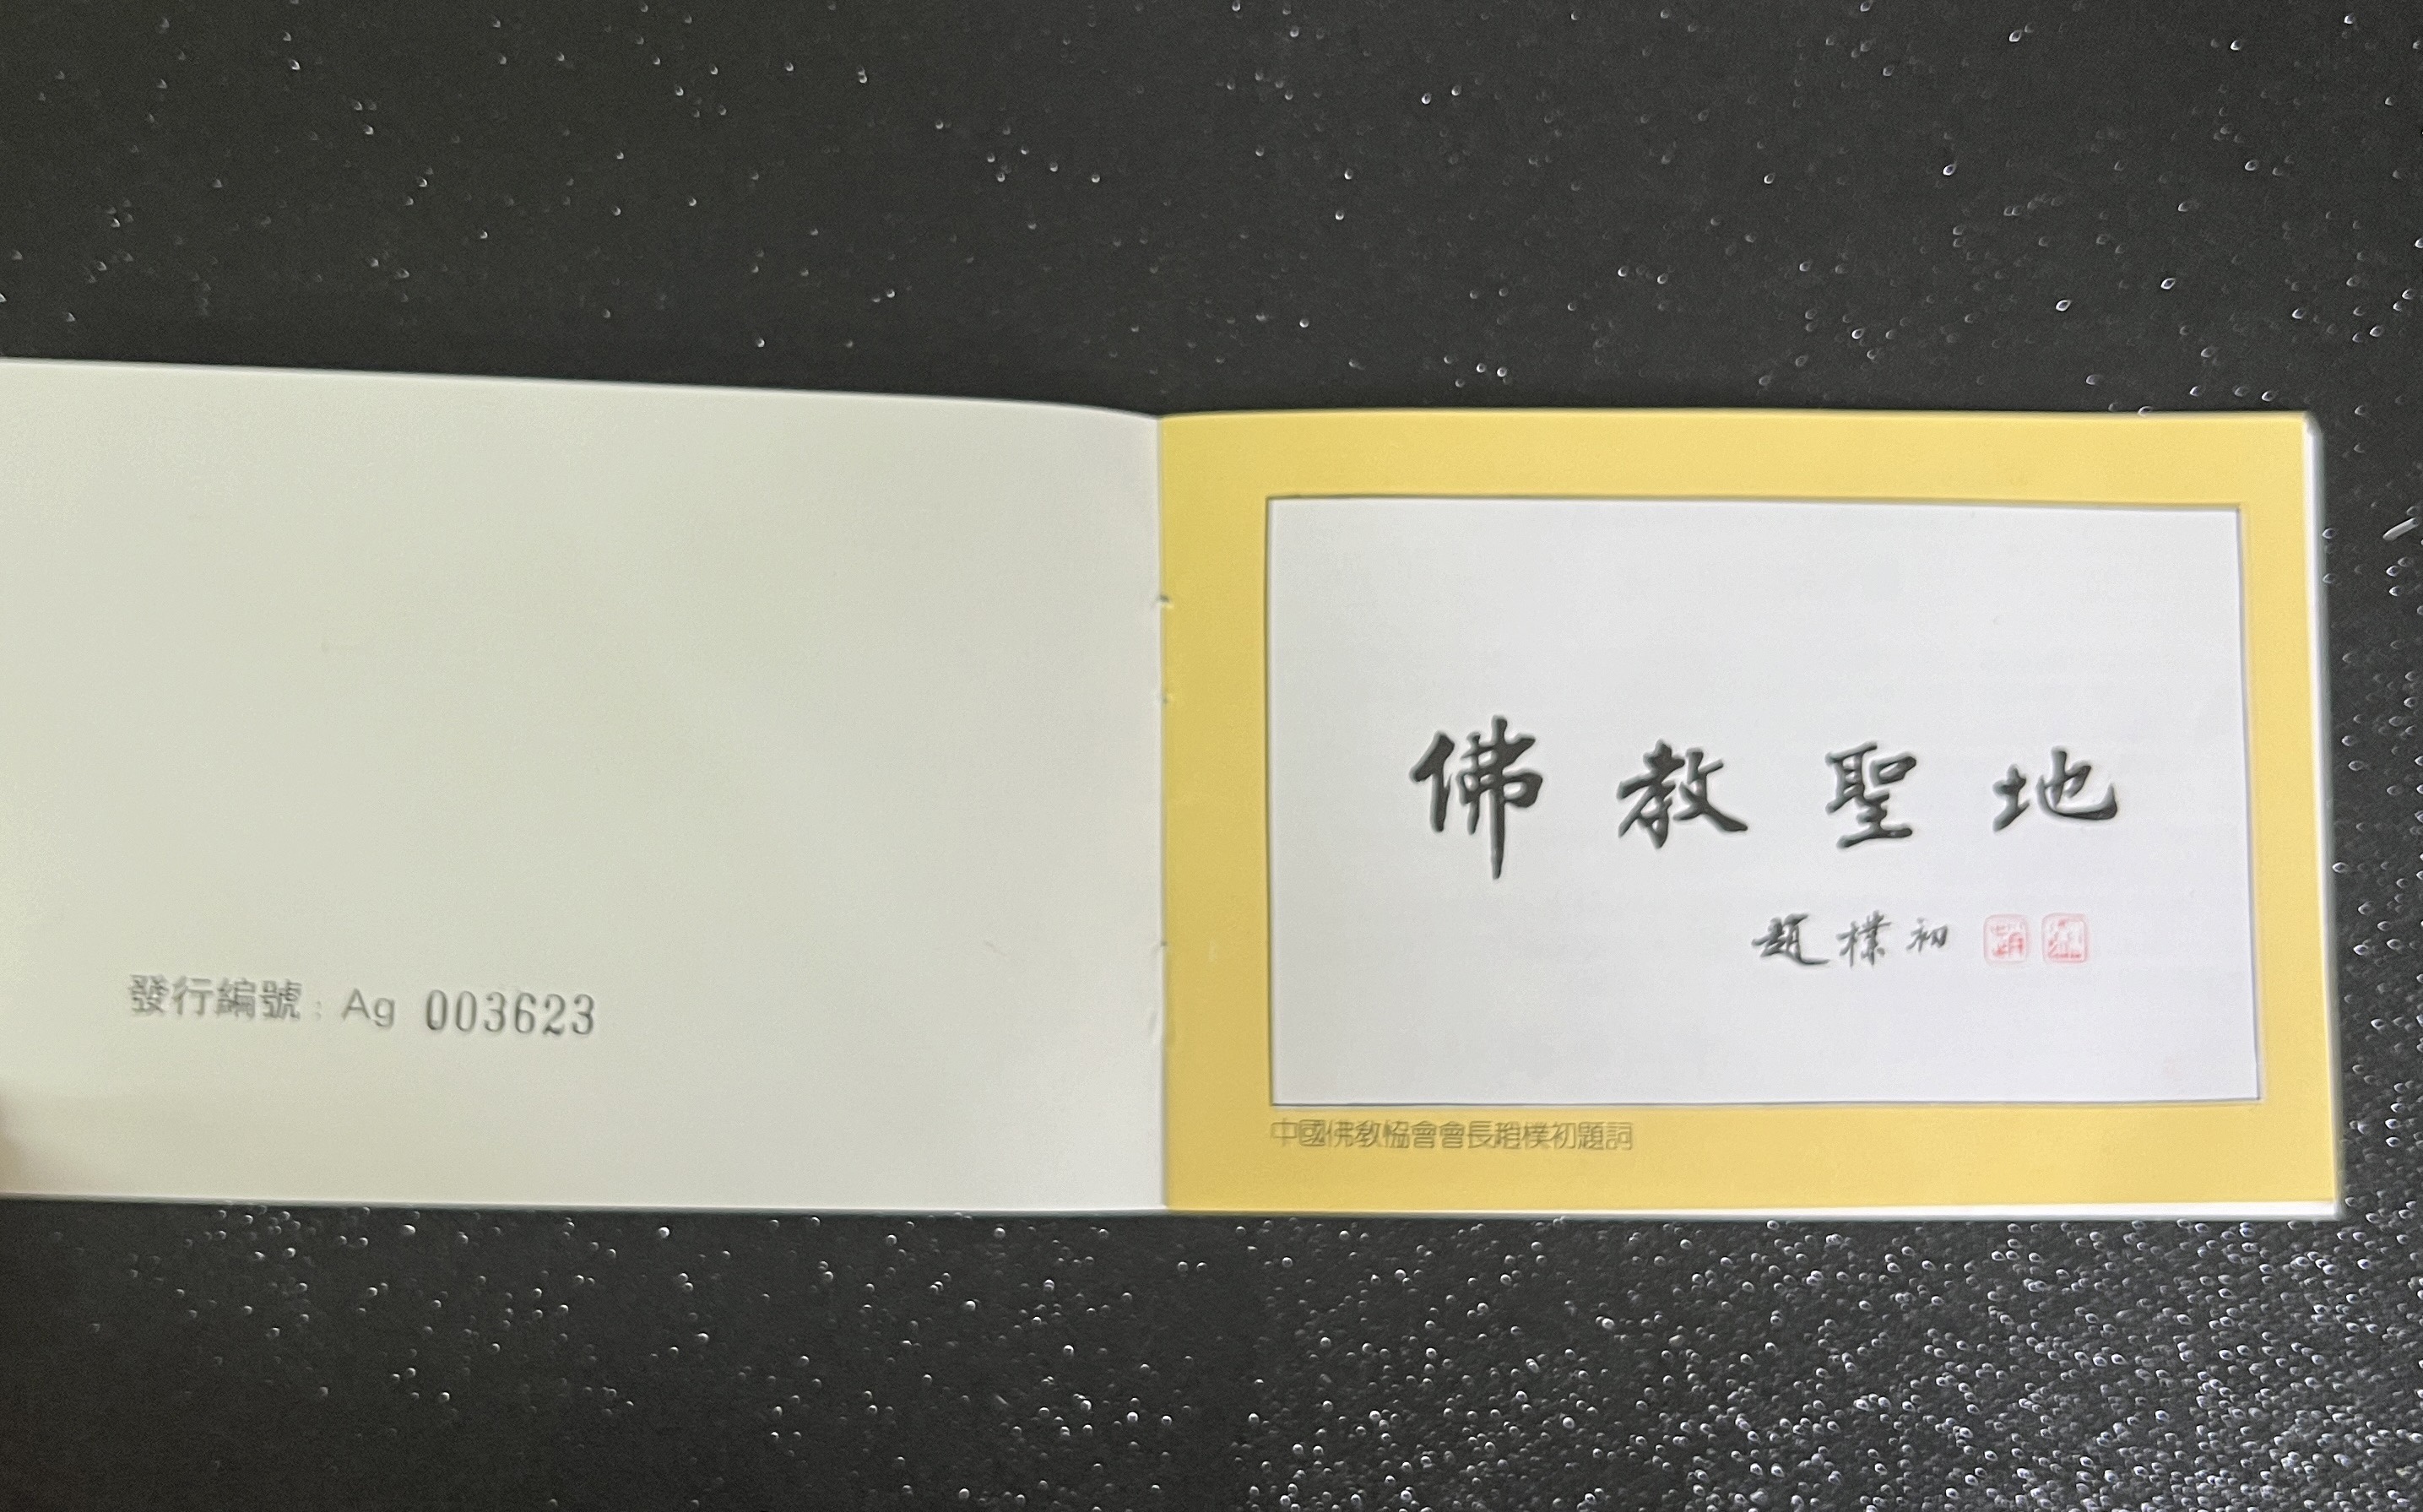 發行編號: Ag 003623
佛教聖地
趙樸初
中國佛教協會會長趙樸初題詞